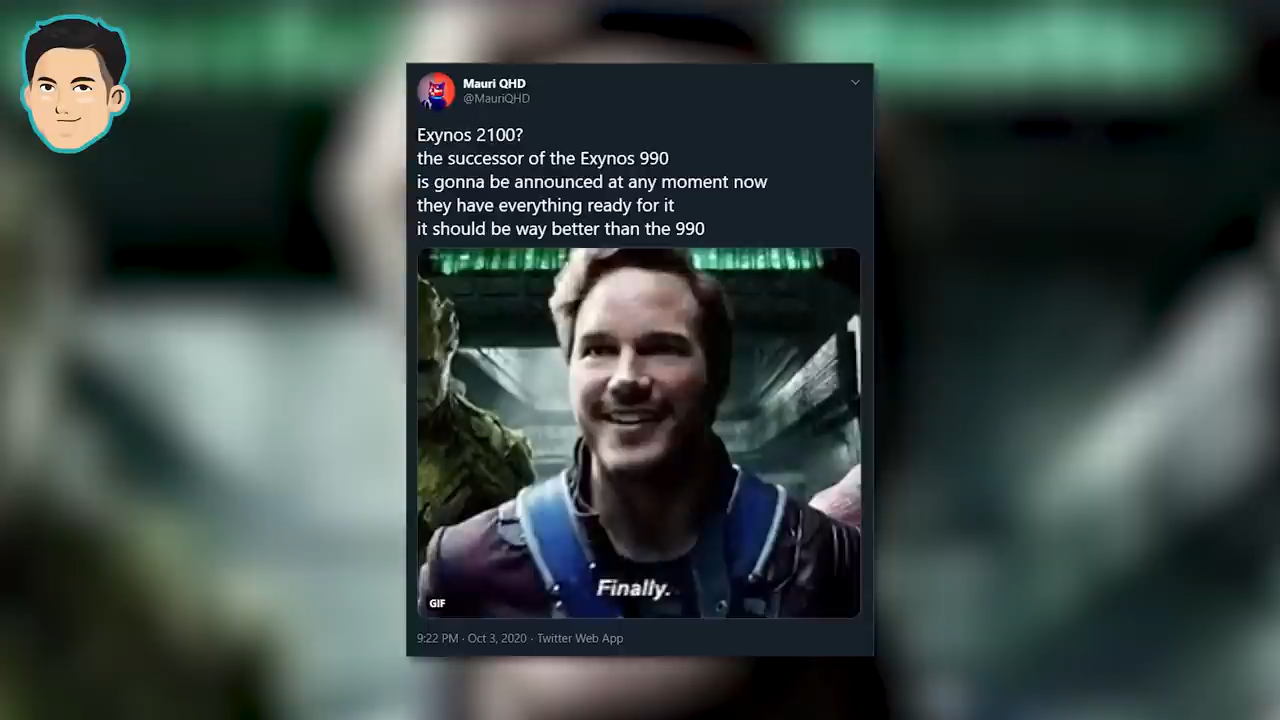 Mauri QHD
@MauriQHD
Exynos 2100?
the successor of the Exynos 990
is gonna be announced at any moment now
they have everything ready for it
it should be way better than the 990
Finally.
GIF
9:22 PM · Oct 3, 2020 · Twitter Web App